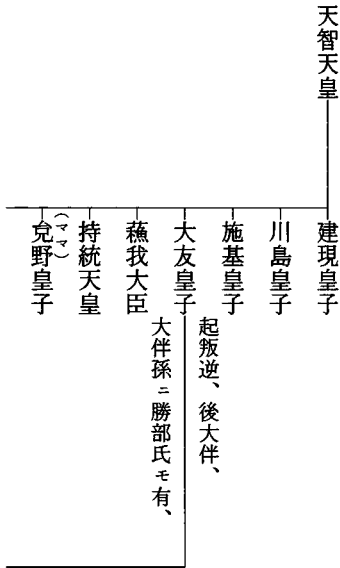 天智天皇
建現皇子
川島皇子
施基皇子
大友皇子
起叛逆、後大伴、
大伴孫ニ勝部氏モ有、
蘓我大臣
持統天皇
(ママ)
皃野皇子